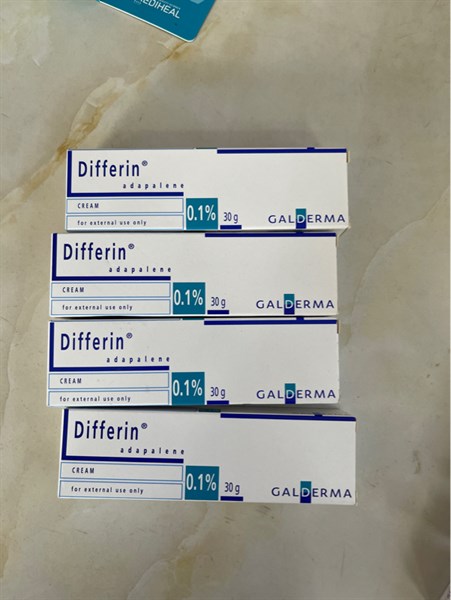 MEDIHEAL
Differin®
adapalene
CREAM
for external use only
0.1% 30 g
GALDERMA
Differin®
adapalene
CREAM
for external use only
0.1% 30 g
GALDERMA
Differin®
adapalene
CREAM
for external use only
0.1% 30 g
GALDERMA
Differin®
adapalene
CREAM
for external use only
0.1% 30 g
GALDERMA